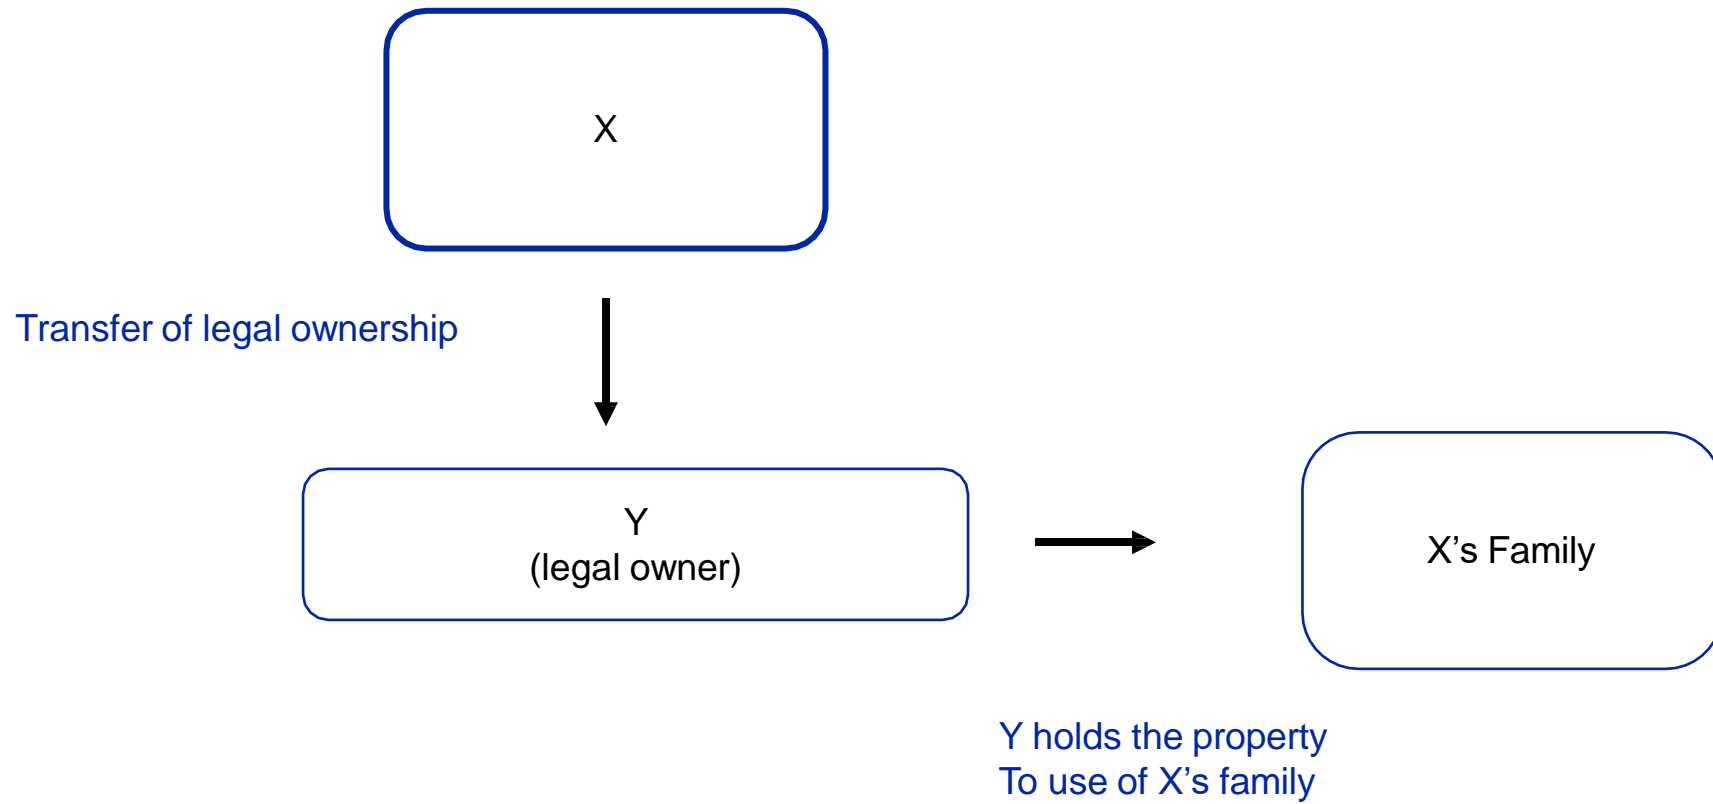 X
Transfer of legal ownership
Y
(legal owner)
X’s Family
Y holds the property
To use of X’s family